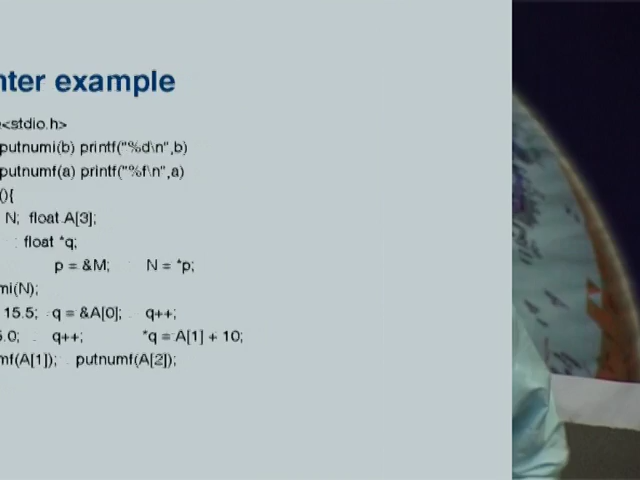 nter example
<stdio.h>
putnumi(b) printf("%d\n",b)
putnumf(a) printf("%f\n",a)
(){
N; float A[3];
float *q;
p = &M; N = *p;
mi(N);
15.5; q = &A[0]; q++;
5.0; q++; *q = A[1] + 10;
mf(A[1]); putnumf(A[2]);